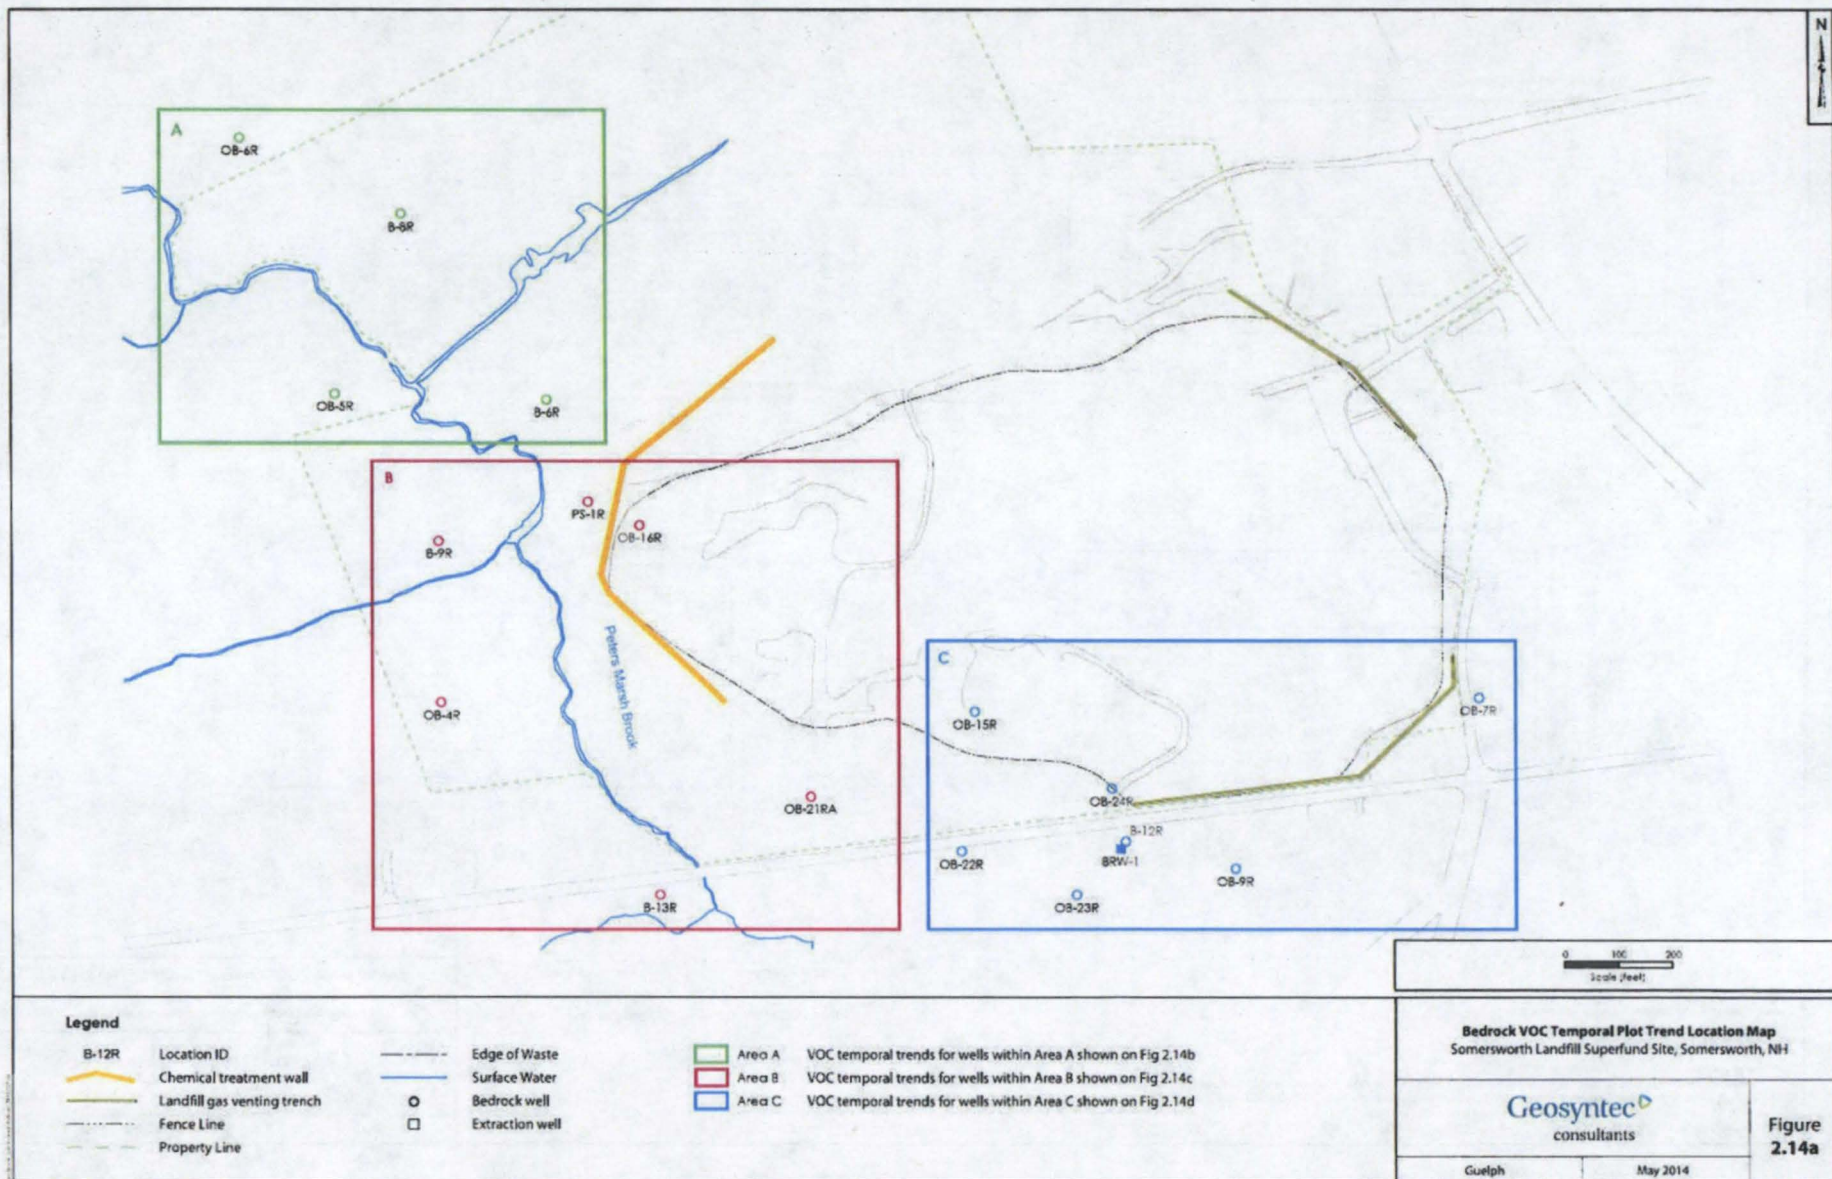 N
A
OB-6R
B-8R
OB-5R
B-6R
B
PS-1R
OB-16R
B-9R
Peters Marsh Brook
OB-4R
OB-21RA
B-13R
C
OB-15R
OB-7R
OB-24R
B-12R
BRW-1
OB-22R
OB-9R
OB-23R
0 100 200
Scale (feet)
Legend
B-12R Location ID
Chemical treatment wall
Landfill gas venting trench
Fence Line
Property Line
Edge of Waste
Surface Water
Bedrock well
Extraction well
Area A VOC temporal trends for wells within Area A shown on Fig 2.14b
Area B VOC temporal trends for wells within Area B shown on Fig 2.14c
Area C VOC temporal trends for wells within Area C shown on Fig 2.14d
Bedrock VOC Temporal Plot Trend Location Map
Somersworth Landfill Superfund Site, Somersworth, NH
Geosyntec
consultants
Figure
2.14a
Guelph May 2014